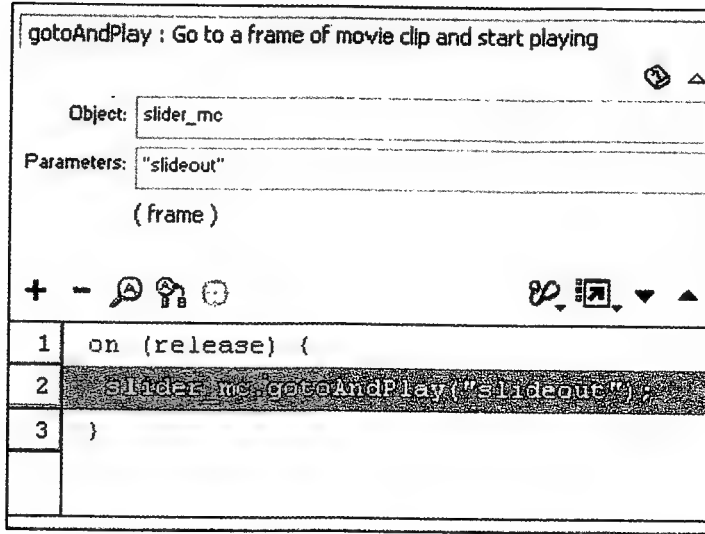 gotoAndPlay : Go to a frame of movie clip and start playing
Object: slider_mc
Parameters: "slideout"
( frame )
1 on (release) {
2 slider_mc.gotoAndPlay("slideout");
3 }